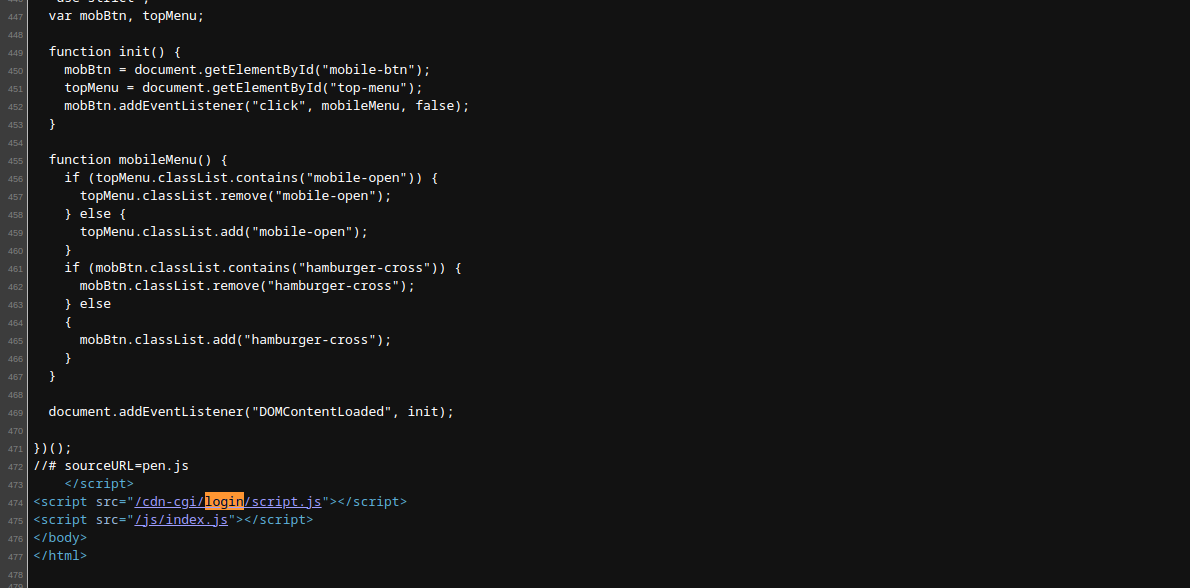 "use strict";
447 var mobBtn, topMenu;
448
449 function init() {
450 mobBtn = document.getElementById("mobile-btn");
451 topMenu = document.getElementById("top-menu");
452 mobBtn.addEventListener("click", mobileMenu, false);
453 }
454
455 function mobileMenu() {
456 if (topMenu.classList.contains("mobile-open")) {
457 topMenu.classList.remove("mobile-open");
458 } else {
459 topMenu.classList.add("mobile-open");
460 }
461 if (mobBtn.classList.contains("hamburger-cross")) {
462 mobBtn.classList.remove("hamburger-cross");
463 } else
464 {
465 mobBtn.classList.add("hamburger-cross");
466 }
467 }
468
469 document.addEventListener("DOMContentLoaded", init);
470
471 })();
472 //# sourceURL=pen.js
473 </script>
474 <script src="/cdn-cgi/login/script.js"></script>
475 <script src="/js/index.js"></script>
476 </body>
477 </html>
478
479